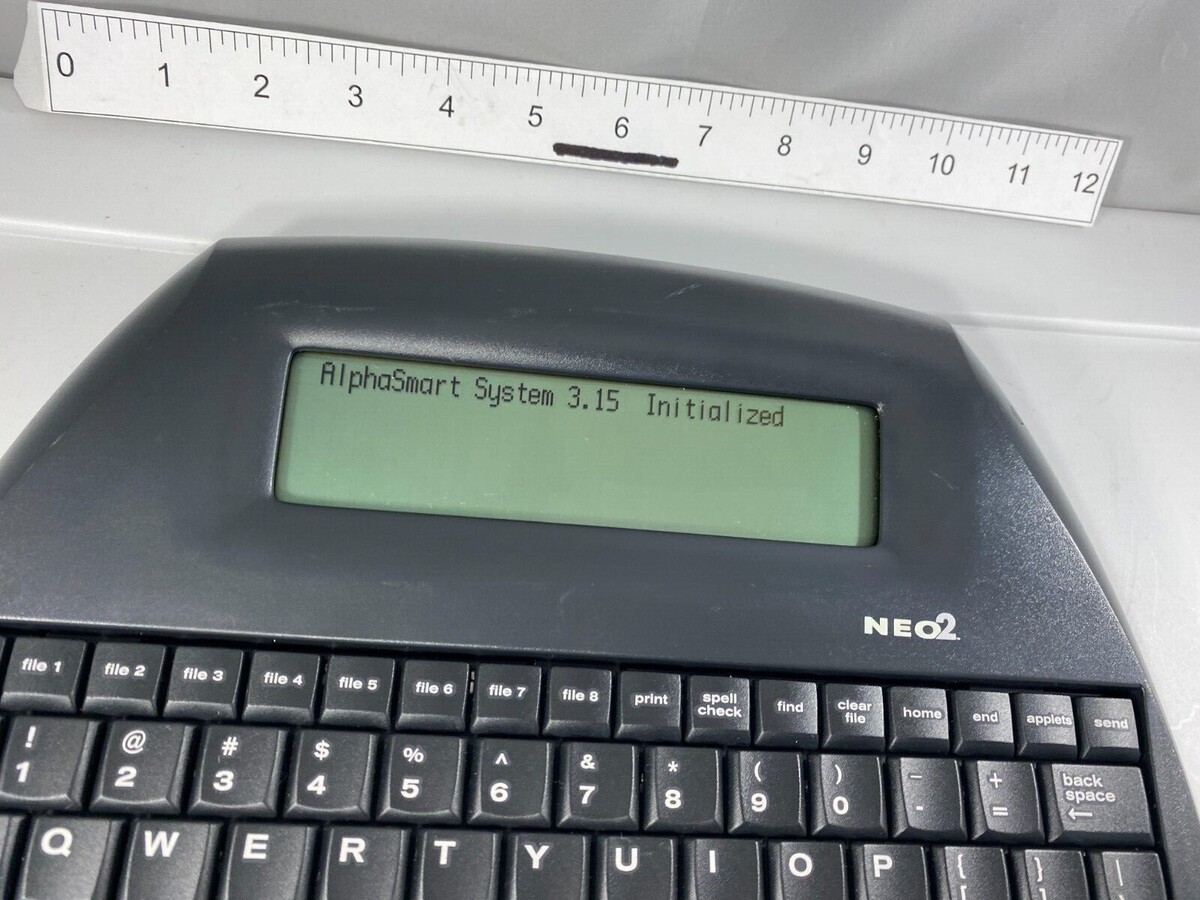 0 1 2 3 4 5 6 7 8 9 10 11 12
AlphaSmart System 3.15 Initialized
NEO2
file 1 file 2 file 3 file 4 file 5 file 6 file 7 file 8 print spell check find clear file home end applets send
! @ # $ % ^ & * ( ) – + back space
1 2 3 4 5 6 7 8 9 0 - = ←
Q W E R T Y U I O P { } |